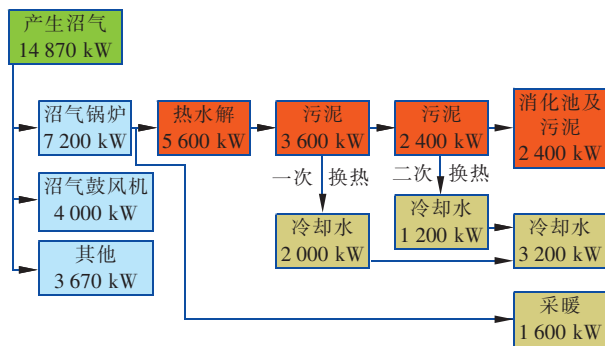 产生沼气
14 870 kW
沼气锅炉
7 200 kW
热水解
5 600 kW
污泥
3 600 kW
污泥
2 400 kW
消化池及
污泥
2 400 kW
一次 换热
二次 换热
沼气鼓风机
4 000 kW
冷却水
2 000 kW
冷却水
1 200 kW
冷却水
3 200 kW
其他
3 670 kW
采暖
1 600 kW